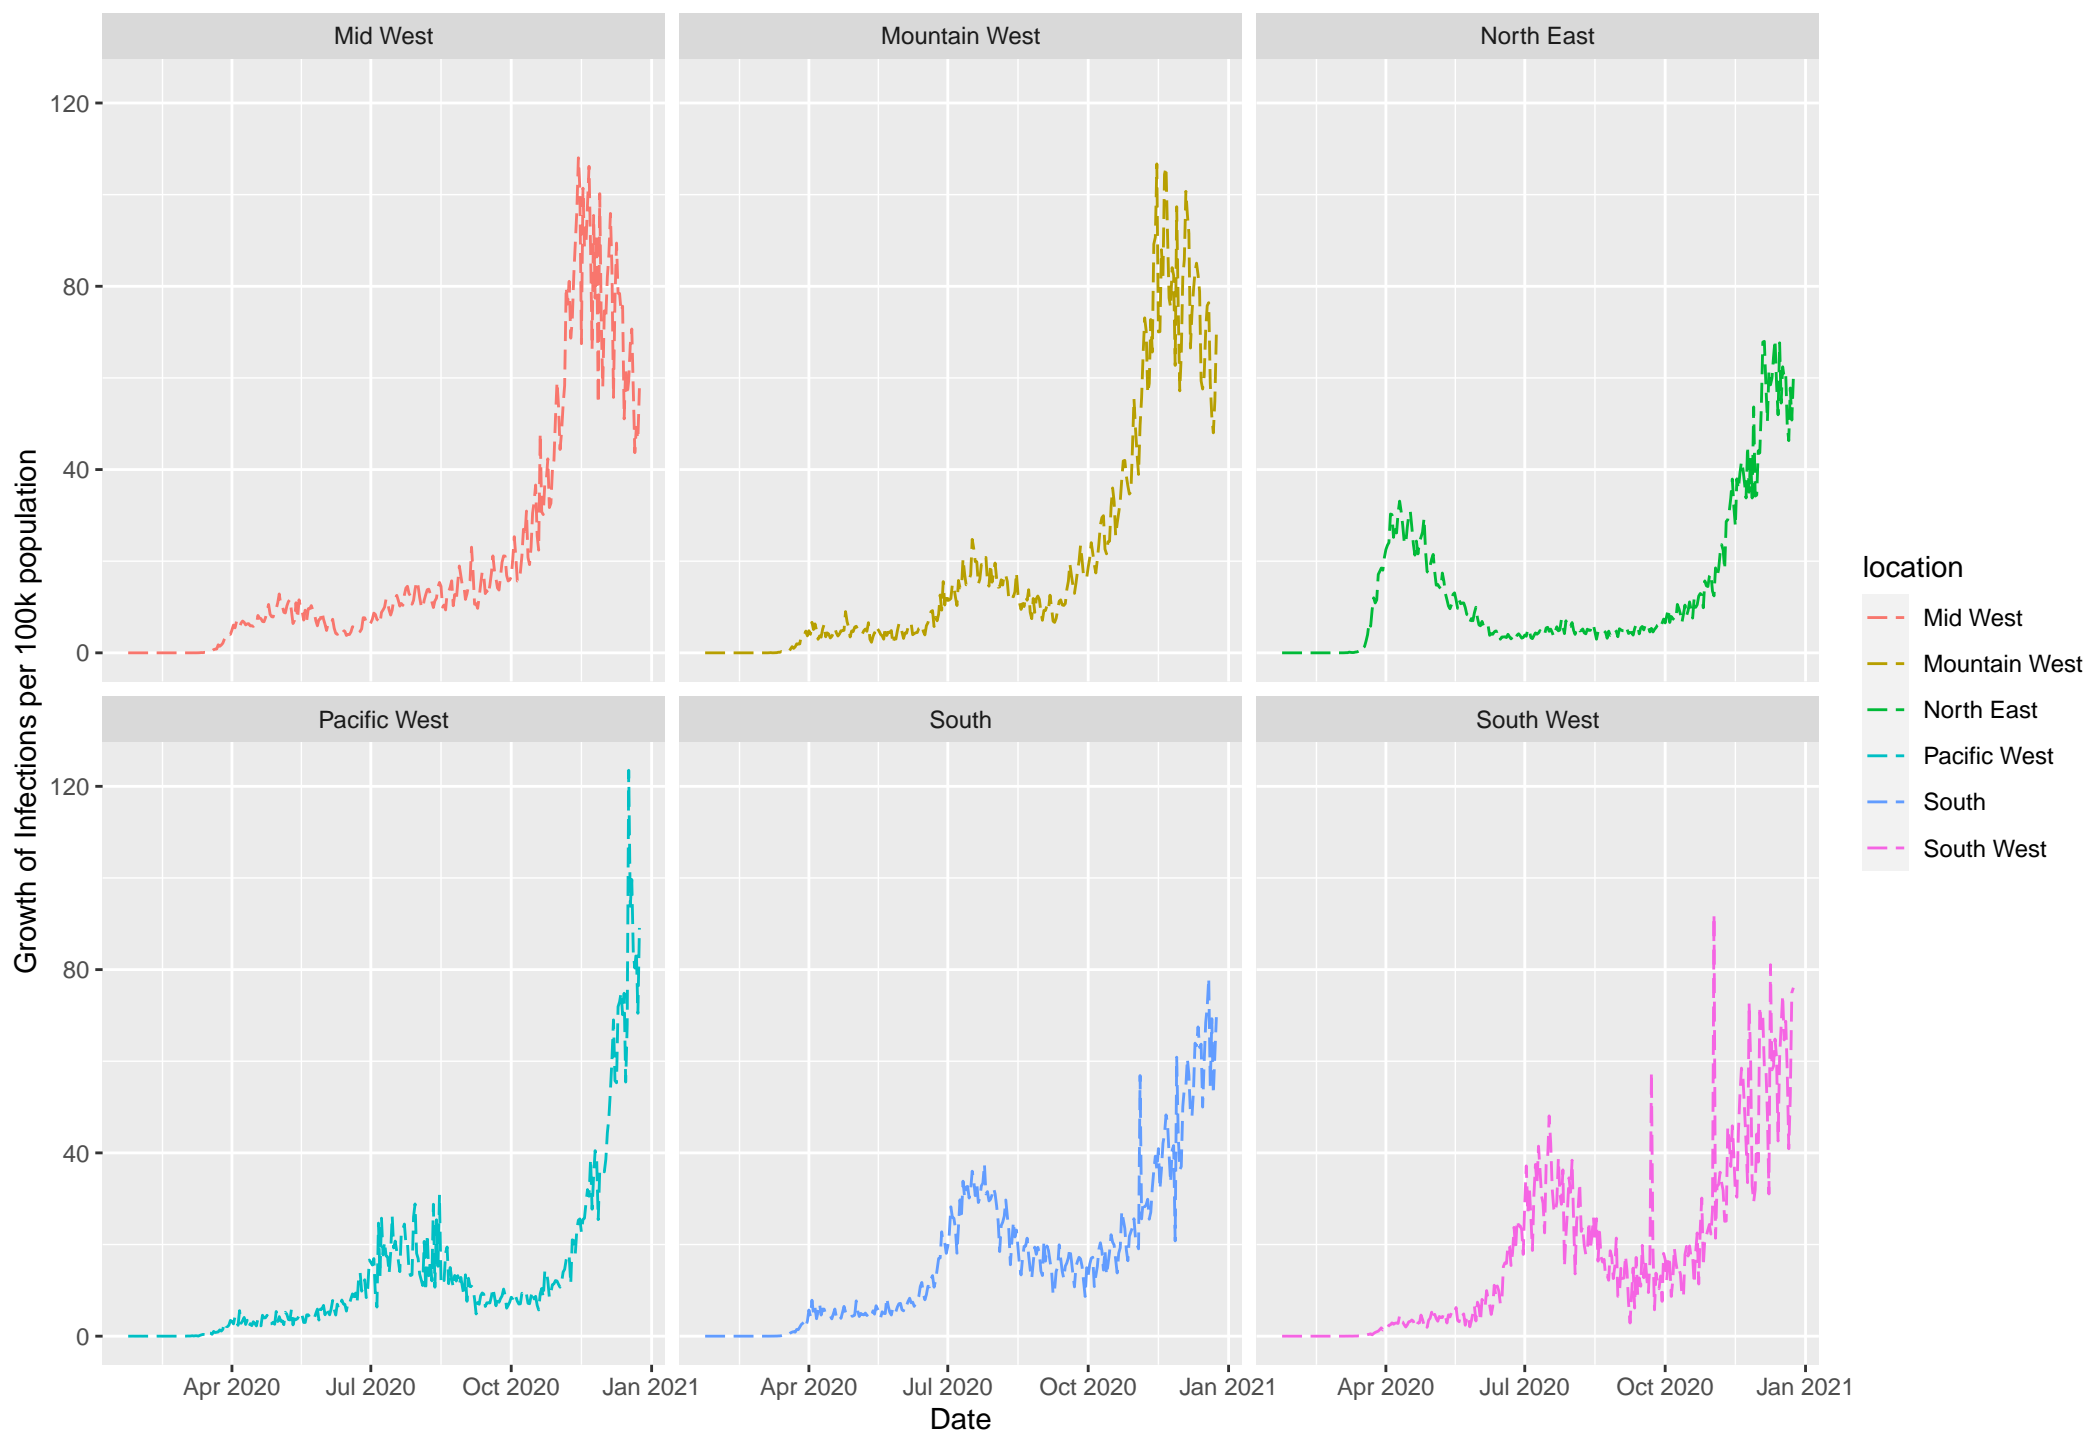 Mid West
Mountain West
North East
120
80
40
0
Pacific West
South
South West
120
80
40
0
Apr 2020
Jul 2020
Oct 2020
Jan 2021
Apr 2020
Jul 2020
Oct 2020
Jan 2021
Apr 2020
Jul 2020
Oct 2020
Jan 2021
Date
Growth of Infections per 100k population
location
Mid West
Mountain West
North East
Pacific West
South
South West